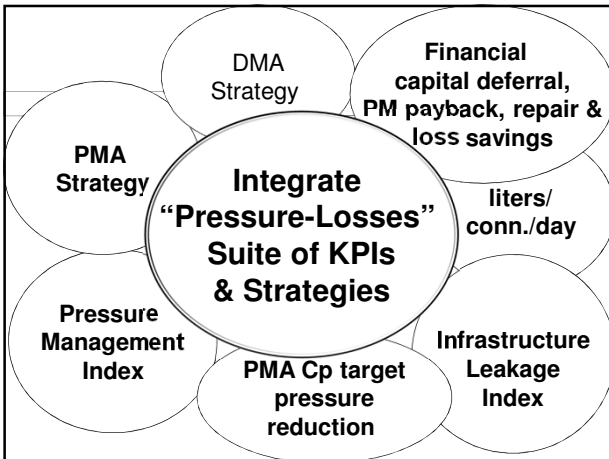 DMA
Strategy
Financial
capital deferral,
PM payback, repair &
loss savings
PMA
Strategy
Integrate
“Pressure-Losses”
Suite of KPIs
& Strategies
liters/
conn./day
Pressure
Management
Index
PMA Cp target
pressure
reduction
Infrastructure
Leakage
Index